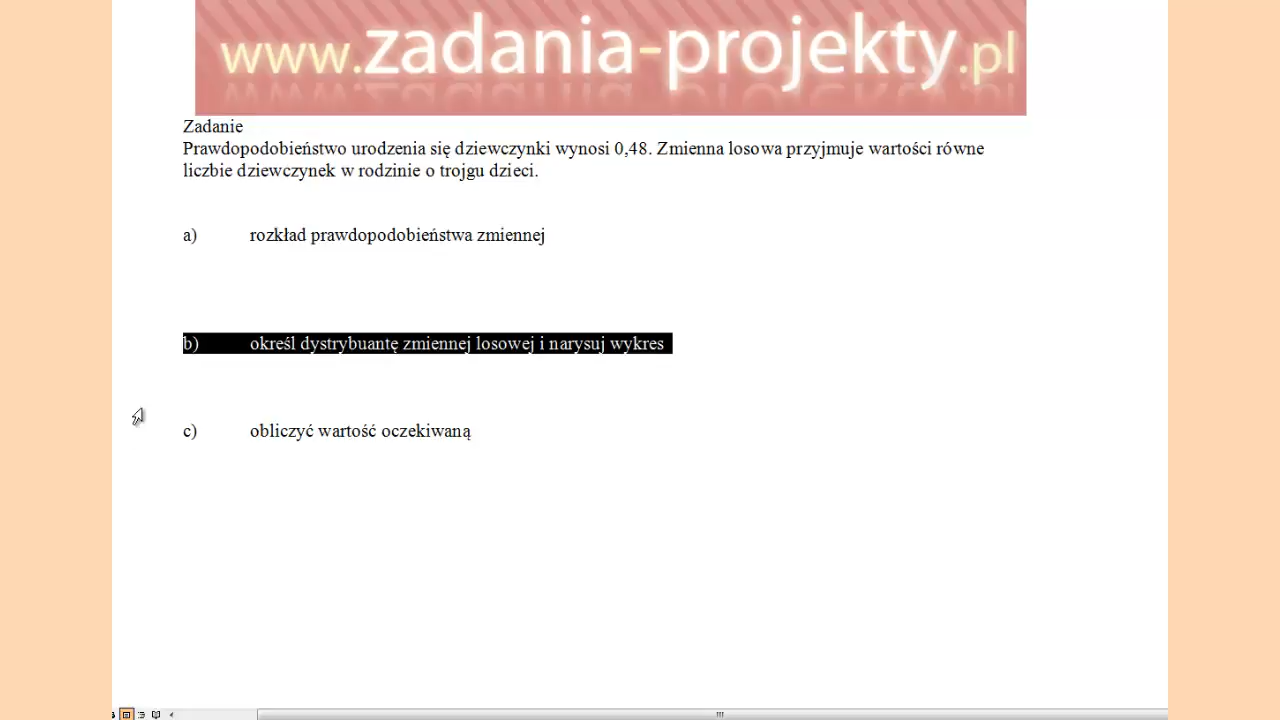 www.zadania-projekty.pl
Zadanie
Prawdopodobieństwo urodzenia się dziewczynki wynosi 0,48. Zmienna losowa przyjmuje wartości równe
liczbie dziewczynek w rodzinie o trojgu dzieci.
a) rozkład prawdopodobieństwa zmiennej
b) określ dystrybuantę zmiennej losowej i narysuj wykres
c) obliczyć wartość oczekiwaną